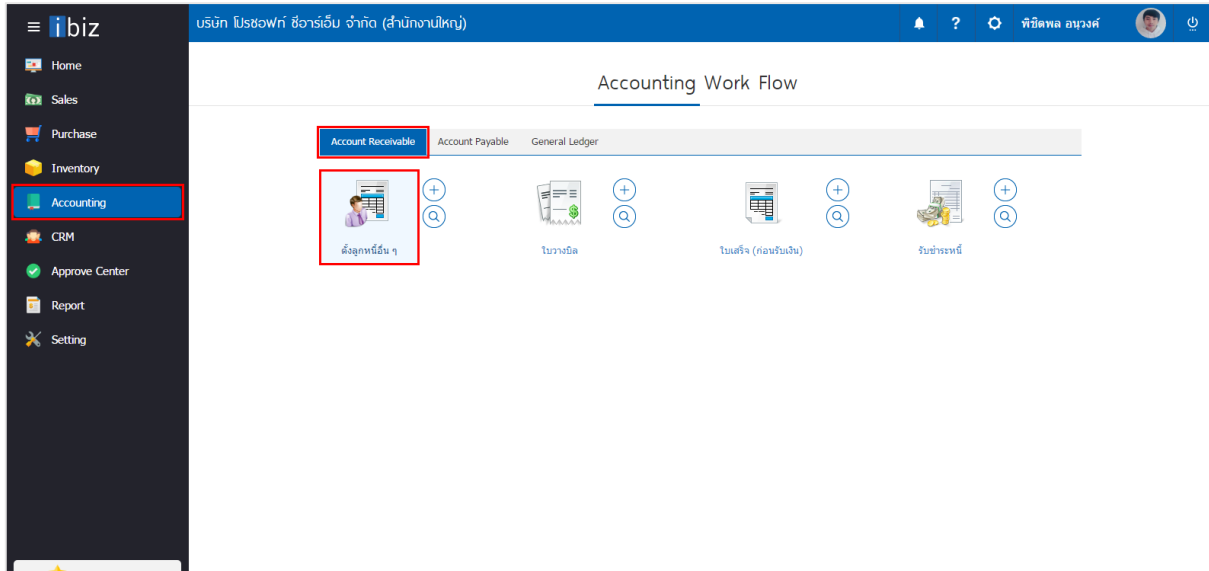 ibiz
บริษัท โปรซอฟท์ ซีอาร์เอ็ม จำกัด (สำนักงานใหญ่)
?
พิชิตพล อนุวงค์
Home
Sales
Purchase
Inventory
Accounting
CRM
Approve Center
Report
Setting
Accounting Work Flow
Account Receivable Account Payable General Ledger
ตั้งลูกหนี้อื่น ๆ ใบวางบิล ใบเสร็จ (ก่อนรับเงิน) รับชำระหนี้